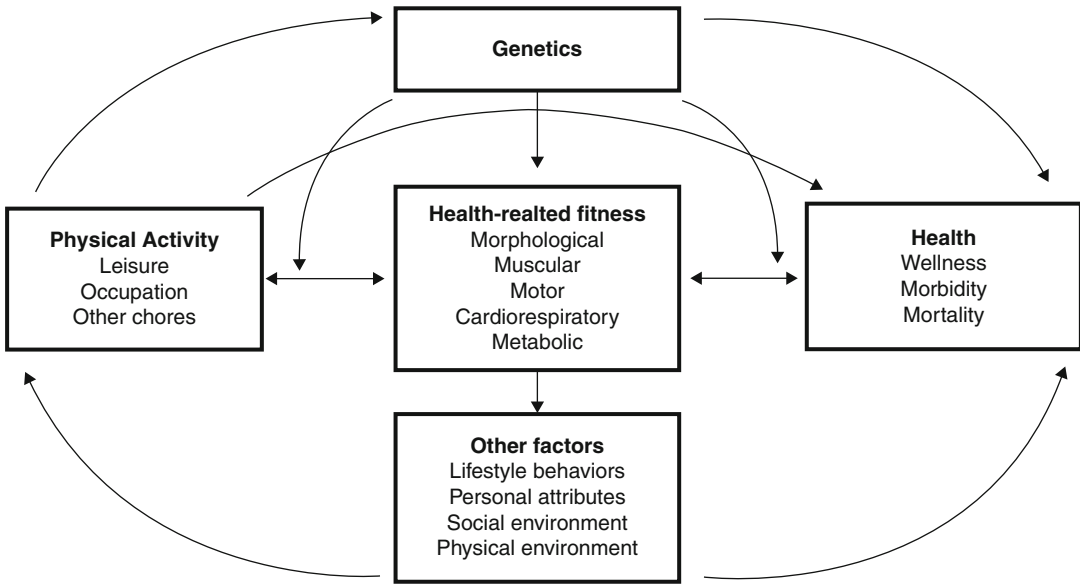 Genetics
Physical Activity
Leisure
Occupation
Other chores
Health-realted fitness
Morphological
Muscular
Motor
Cardiorespiratory
Metabolic
Health
Wellness
Morbidity
Mortality
Other factors
Lifestyle behaviors
Personal attributes
Social environment
Physical environment